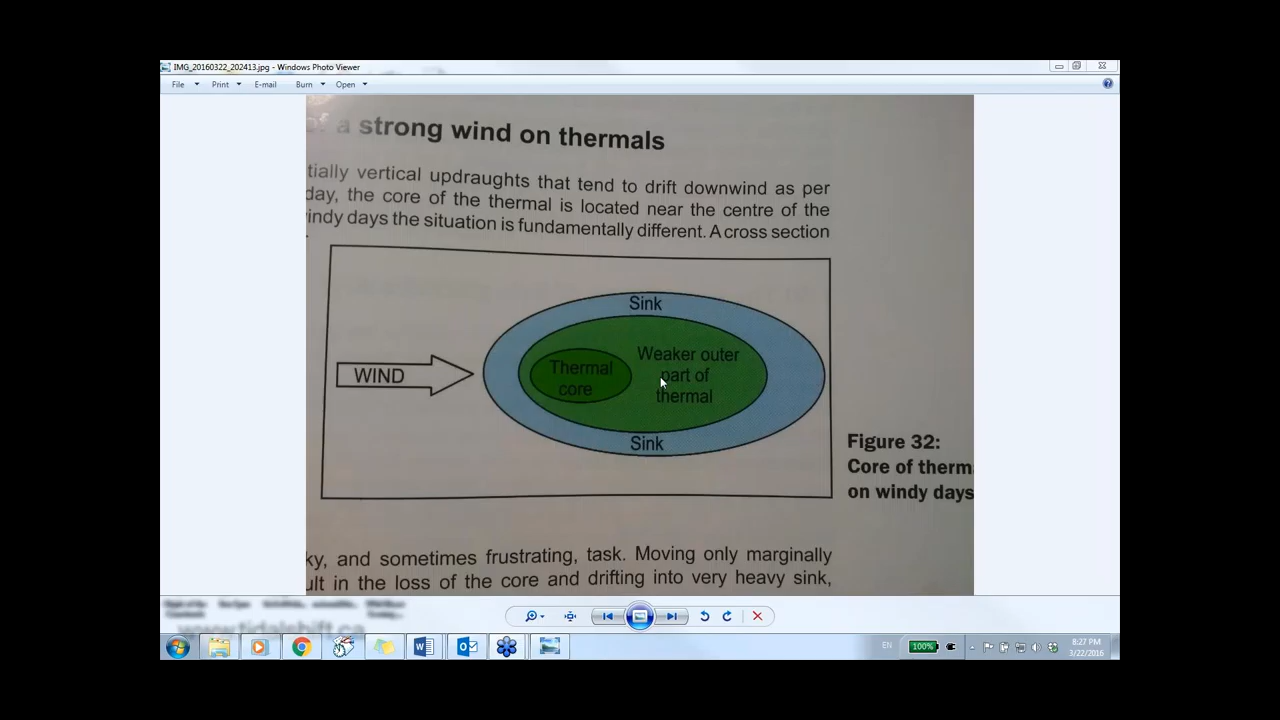 IMG_20160322_202413.jpg - Windows Photo Viewer
File Print E-mail Burn Open
of a strong wind on thermals
tially vertical updraughts that tend to drift downwind as per
day, the core of the thermal is located near the centre of the
indy days the situation is fundamentally different. A cross section
Sink
WIND
Thermal
core
Weaker outer
part of
thermal
Sink
Figure 32:
Core of therm
on windy days
ky, and sometimes frustrating, task. Moving only marginally
ult in the loss of the core and drifting into very heavy sink,
www.tidalshift.ca
EN
100%
8:27 PM
3/22/2016